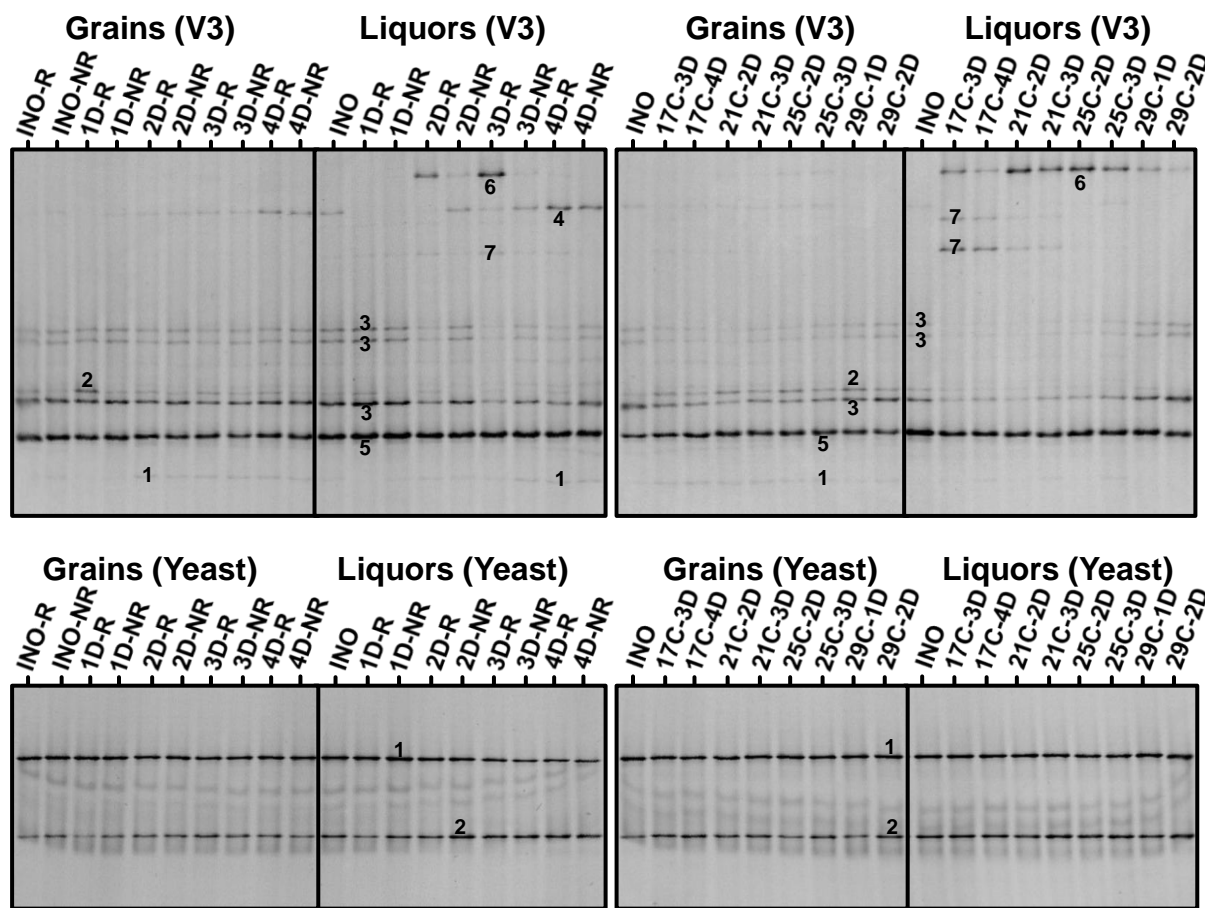 Grains (V3)
Liquors (V3)
Grains (V3)
Liquors (V3)
INO-R
INO-NR
1D-R
1D-NR
2D-R
2D-NR
3D-R
3D-NR
4D-R
4D-NR
INO
1D-R
1D-NR
2D-R
2D-NR
3D-R
3D-NR
4D-R
4D-NR
INO
17C-3D
17C-4D
21C-2D
21C-3D
25C-2D
25C-3D
29C-1D
29C-2D
INO
17C-3D
17C-4D
21C-2D
21C-3D
25C-2D
25C-3D
29C-1D
29C-2D
2
1
6
4
7
3
3
3
5
1
2
3
5
1
6
7
7
3
3
Grains (Yeast)
Liquors (Yeast)
Grains (Yeast)
Liquors (Yeast)
INO-R
INO-NR
1D-R
1D-NR
2D-R
2D-NR
3D-R
3D-NR
4D-R
4D-NR
INO
1D-R
1D-NR
2D-R
2D-NR
3D-R
3D-NR
4D-R
4D-NR
INO
17C-3D
17C-4D
21C-2D
21C-3D
25C-2D
25C-3D
29C-1D
29C-2D
INO
17C-3D
17C-4D
21C-2D
21C-3D
25C-2D
25C-3D
29C-1D
29C-2D
1
2
1
2